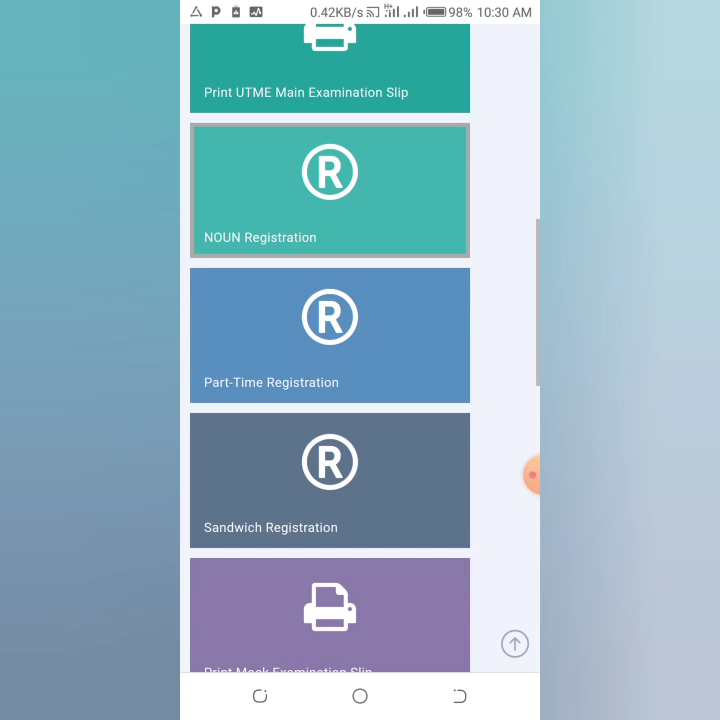 0.42KB/s H+ 98% 10:30 AM
Print UTME Main Examination Slip
R
NOUN Registration
R
Part-Time Registration
R
Sandwich Registration
Print Mock Examination Slip